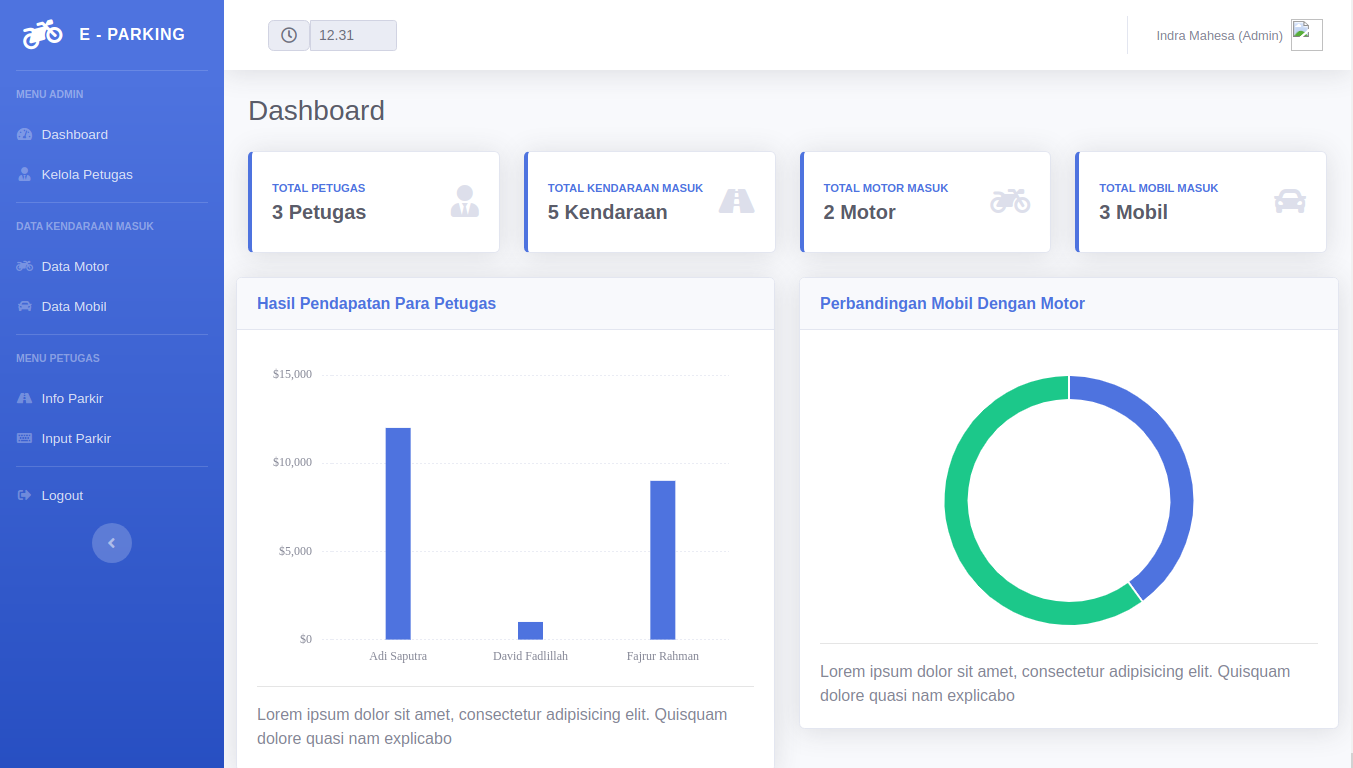 E - PARKING
12.31
Indra Mahesa (Admin)
MENU ADMIN
Dashboard
Kelola Petugas
DATA KENDARAAN MASUK
Data Motor
Data Mobil
MENU PETUGAS
Info Parkir
Input Parkir
Logout
Dashboard
TOTAL PETUGAS
3 Petugas
TOTAL KENDARAAN MASUK
5 Kendaraan
TOTAL MOTOR MASUK
2 Motor
TOTAL MOBIL MASUK
3 Mobil
Hasil Pendapatan Para Petugas
$15,000
$10,000
$5,000
$0
Adi Saputra
David Fadlillah
Fajrur Rahman
Lorem ipsum dolor sit amet, consectetur adipisicing elit. Quisquam
dolore quasi nam explicabo
Perbandingan Mobil Dengan Motor
Lorem ipsum dolor sit amet, consectetur adipisicing elit. Quisquam
dolore quasi nam explicabo